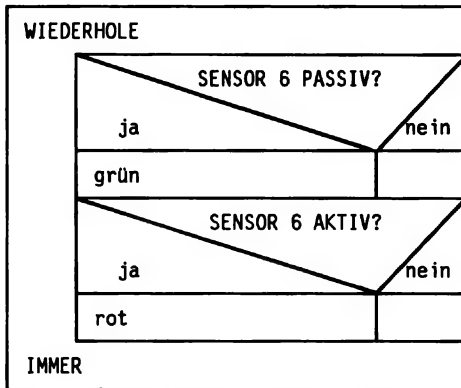 WIEDERHOLE
SENSOR 6 PASSIV?
ja nein
grün
SENSOR 6 AKTIV?
ja nein
rot
IMMER